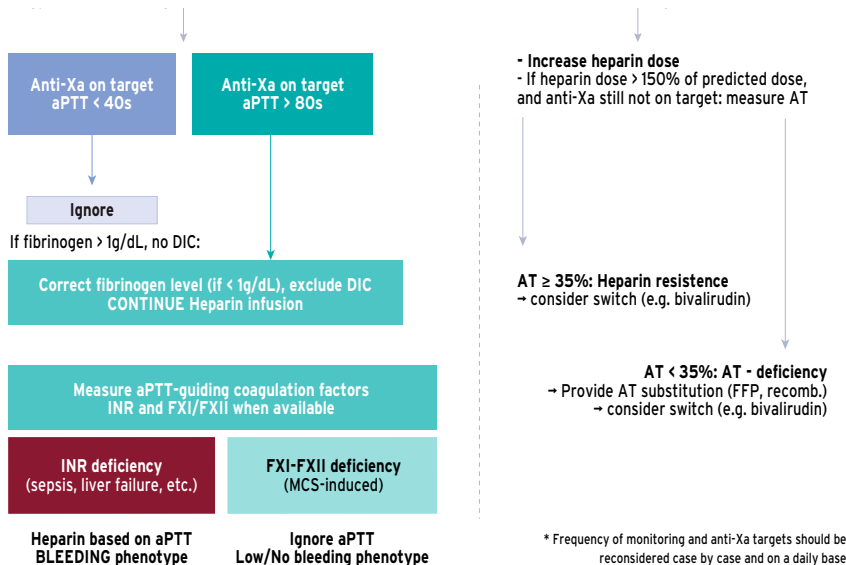 Anti-Xa on target
aPTT < 40s
Anti-Xa on target
aPTT > 80s
Ignore
If fibrinogen > 1g/dL, no DIC:
Correct fibrinogen level (if < 1g/dL), exclude DIC
CONTINUE Heparin infusion
Measure aPTT-guiding coagulation factors
INR and FXI/FXII when available
INR deficiency
(sepsis, liver failure, etc.)
FXI-FXII deficiency
(MCS-induced)
Heparin based on aPTT
BLEEDING phenotype
Ignore aPTT
Low/No bleeding phenotype
- Increase heparin dose
- If heparin dose > 150% of predicted dose,
and anti-Xa still not on target: measure AT
AT ≥ 35%: Heparin resistence
→ consider switch (e.g. bivalirudin)
AT < 35%: AT - deficiency
→ Provide AT substitution (FFP, recomb.)
→ consider switch (e.g. bivalirudin)
* Frequency of monitoring and anti-Xa targets should be
reconsidered case by case and on a daily base